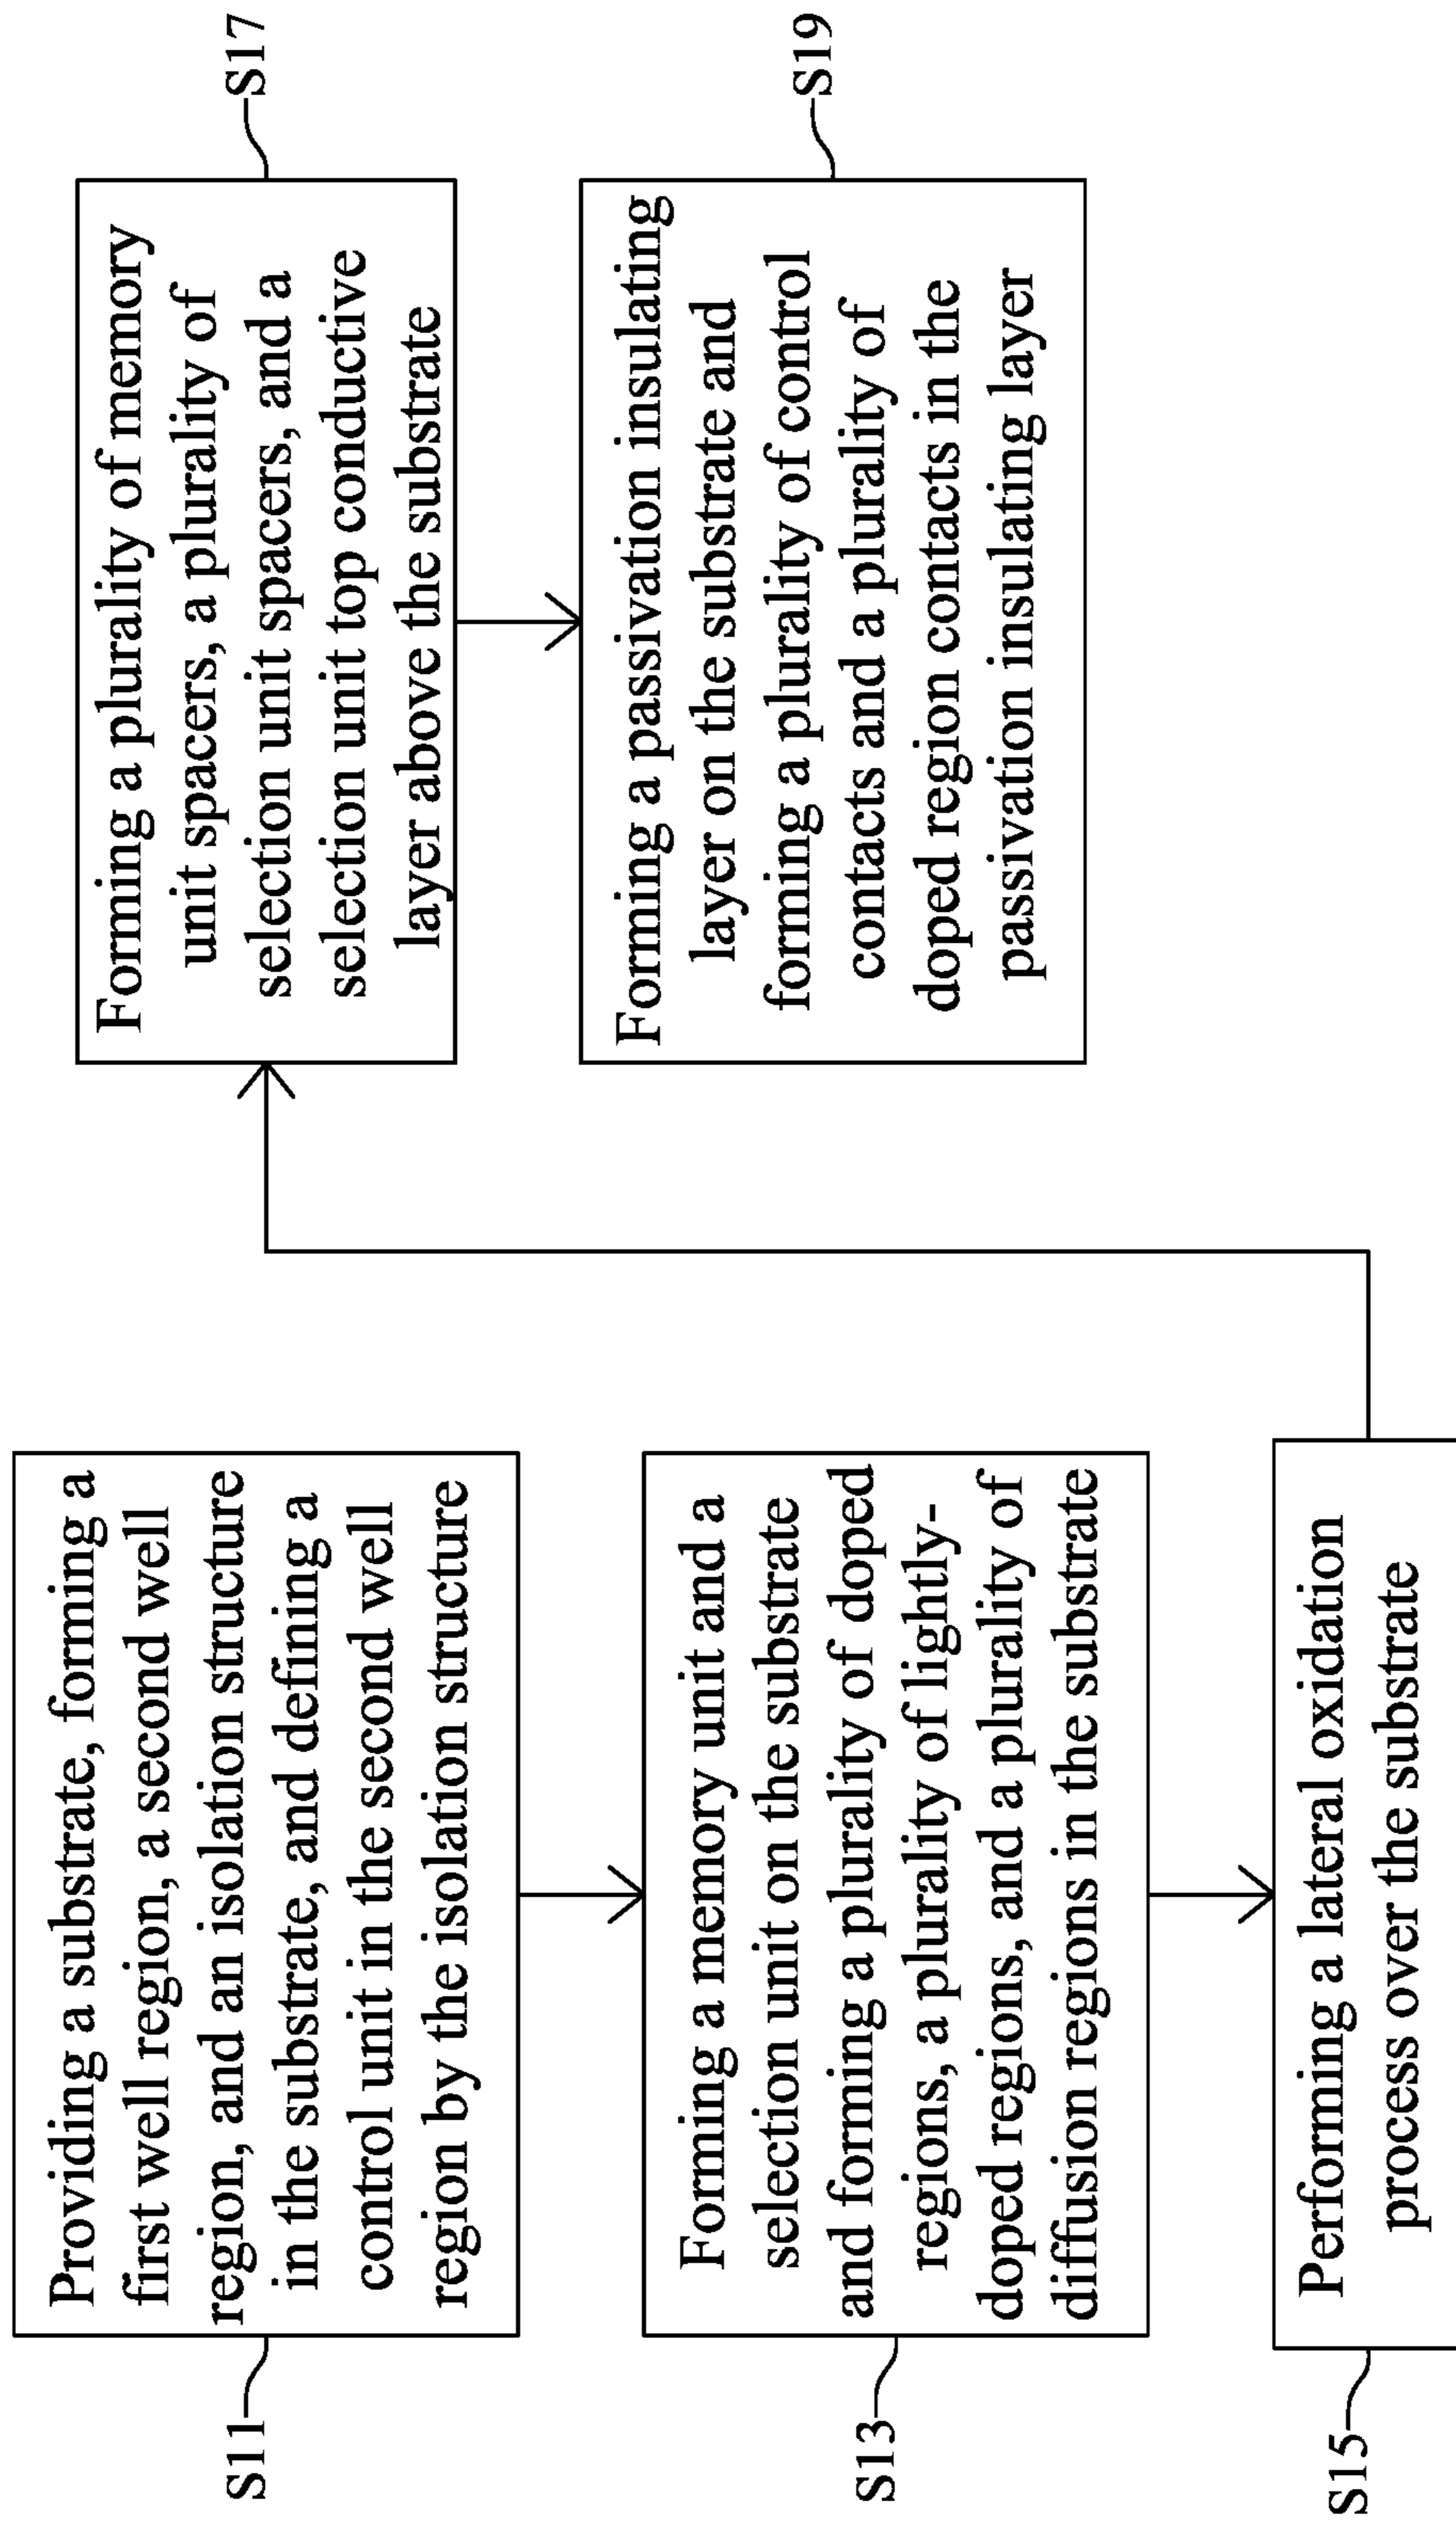 S11
Providing a substrate, forming a
first well region, a second well
region, and an isolation structure
in the substrate, and defining a
control unit in the second well
region by the isolation structure
S13
Forming a memory unit and a
selection unit on the substrate
and forming a plurality of doped
regions, a plurality of lightly-
doped regions, and a plurality of
diffusion regions in the substrate
S15
Performing a lateral oxidation
process over the substrate
S17
Forming a plurality of memory
unit spacers, a plurality of
selection unit spacers, and a
selection unit top conductive
layer above the substrate
S19
Forming a passivation insulating
layer on the substrate and
forming a plurality of control
contacts and a plurality of
doped region contacts in the
passivation insulating layer